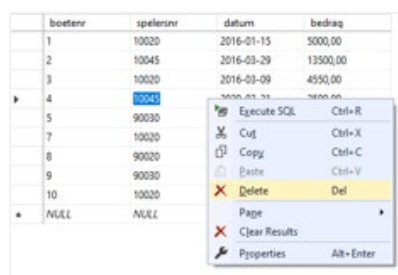 boetenr spelersnr datum bedrag
1 10020 2016-01-15 5000,00
2 10045 2016-03-29 13500,00
3 10020 2016-03-09 4550,00
4 10045
5 90030
7 10020
8 90020
9 90030
10 10020
NULL NULL
Execute SQL Ctrl+R
Cut Ctrl+X
Copy Ctrl+C
Paste Ctrl+V
Delete Del
Pane
Clear Results
Properties Alt+Enter